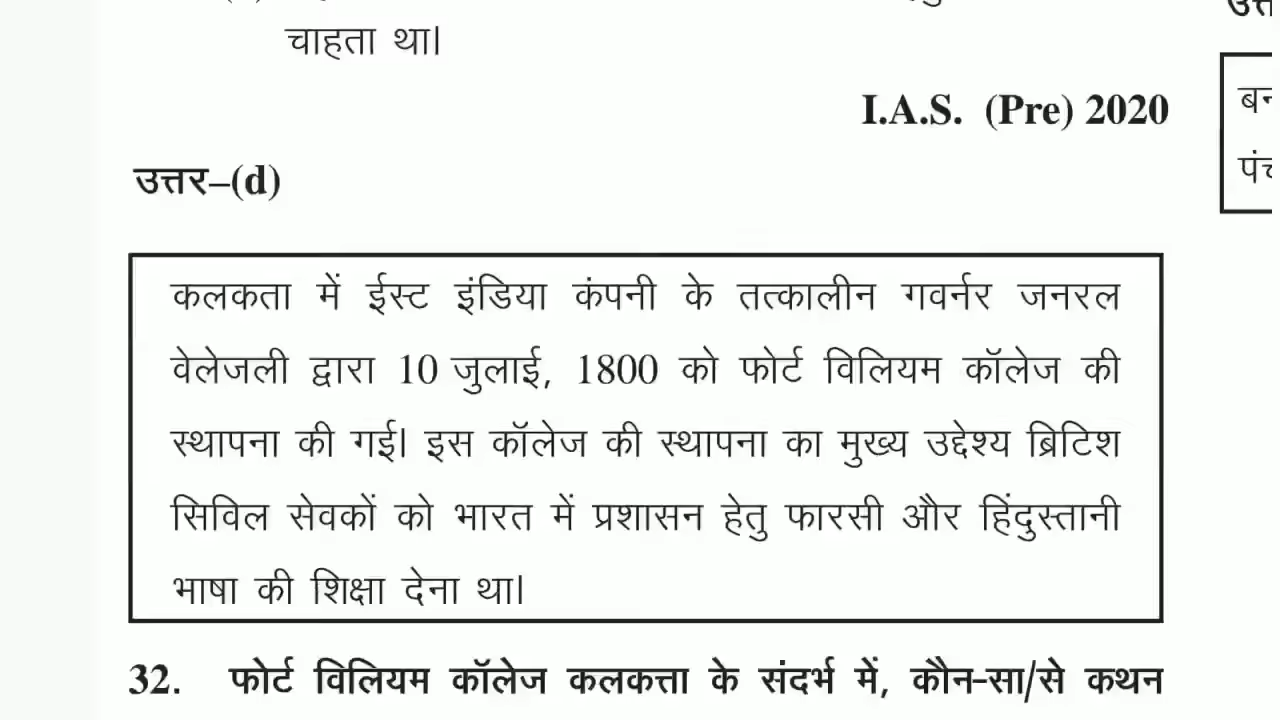 चाहता था।
I.A.S. (Pre) 2020
उत्तर–(d)
कलकता में ईस्ट इंडिया कंपनी के तत्कालीन गवर्नर जनरल
वेलेजली द्वारा 10 जुलाई, 1800 को फोर्ट विलियम कॉलेज की
स्थापना की गई। इस कॉलेज की स्थापना का मुख्य उद्देश्य ब्रिटिश
सिविल सेवकों को भारत में प्रशासन हेतु फारसी और हिंदुस्तानी
भाषा की शिक्षा देना था।
32. फोर्ट विलियम कॉलेज कलकत्ता के संदर्भ में, कौन-सा/से कथन